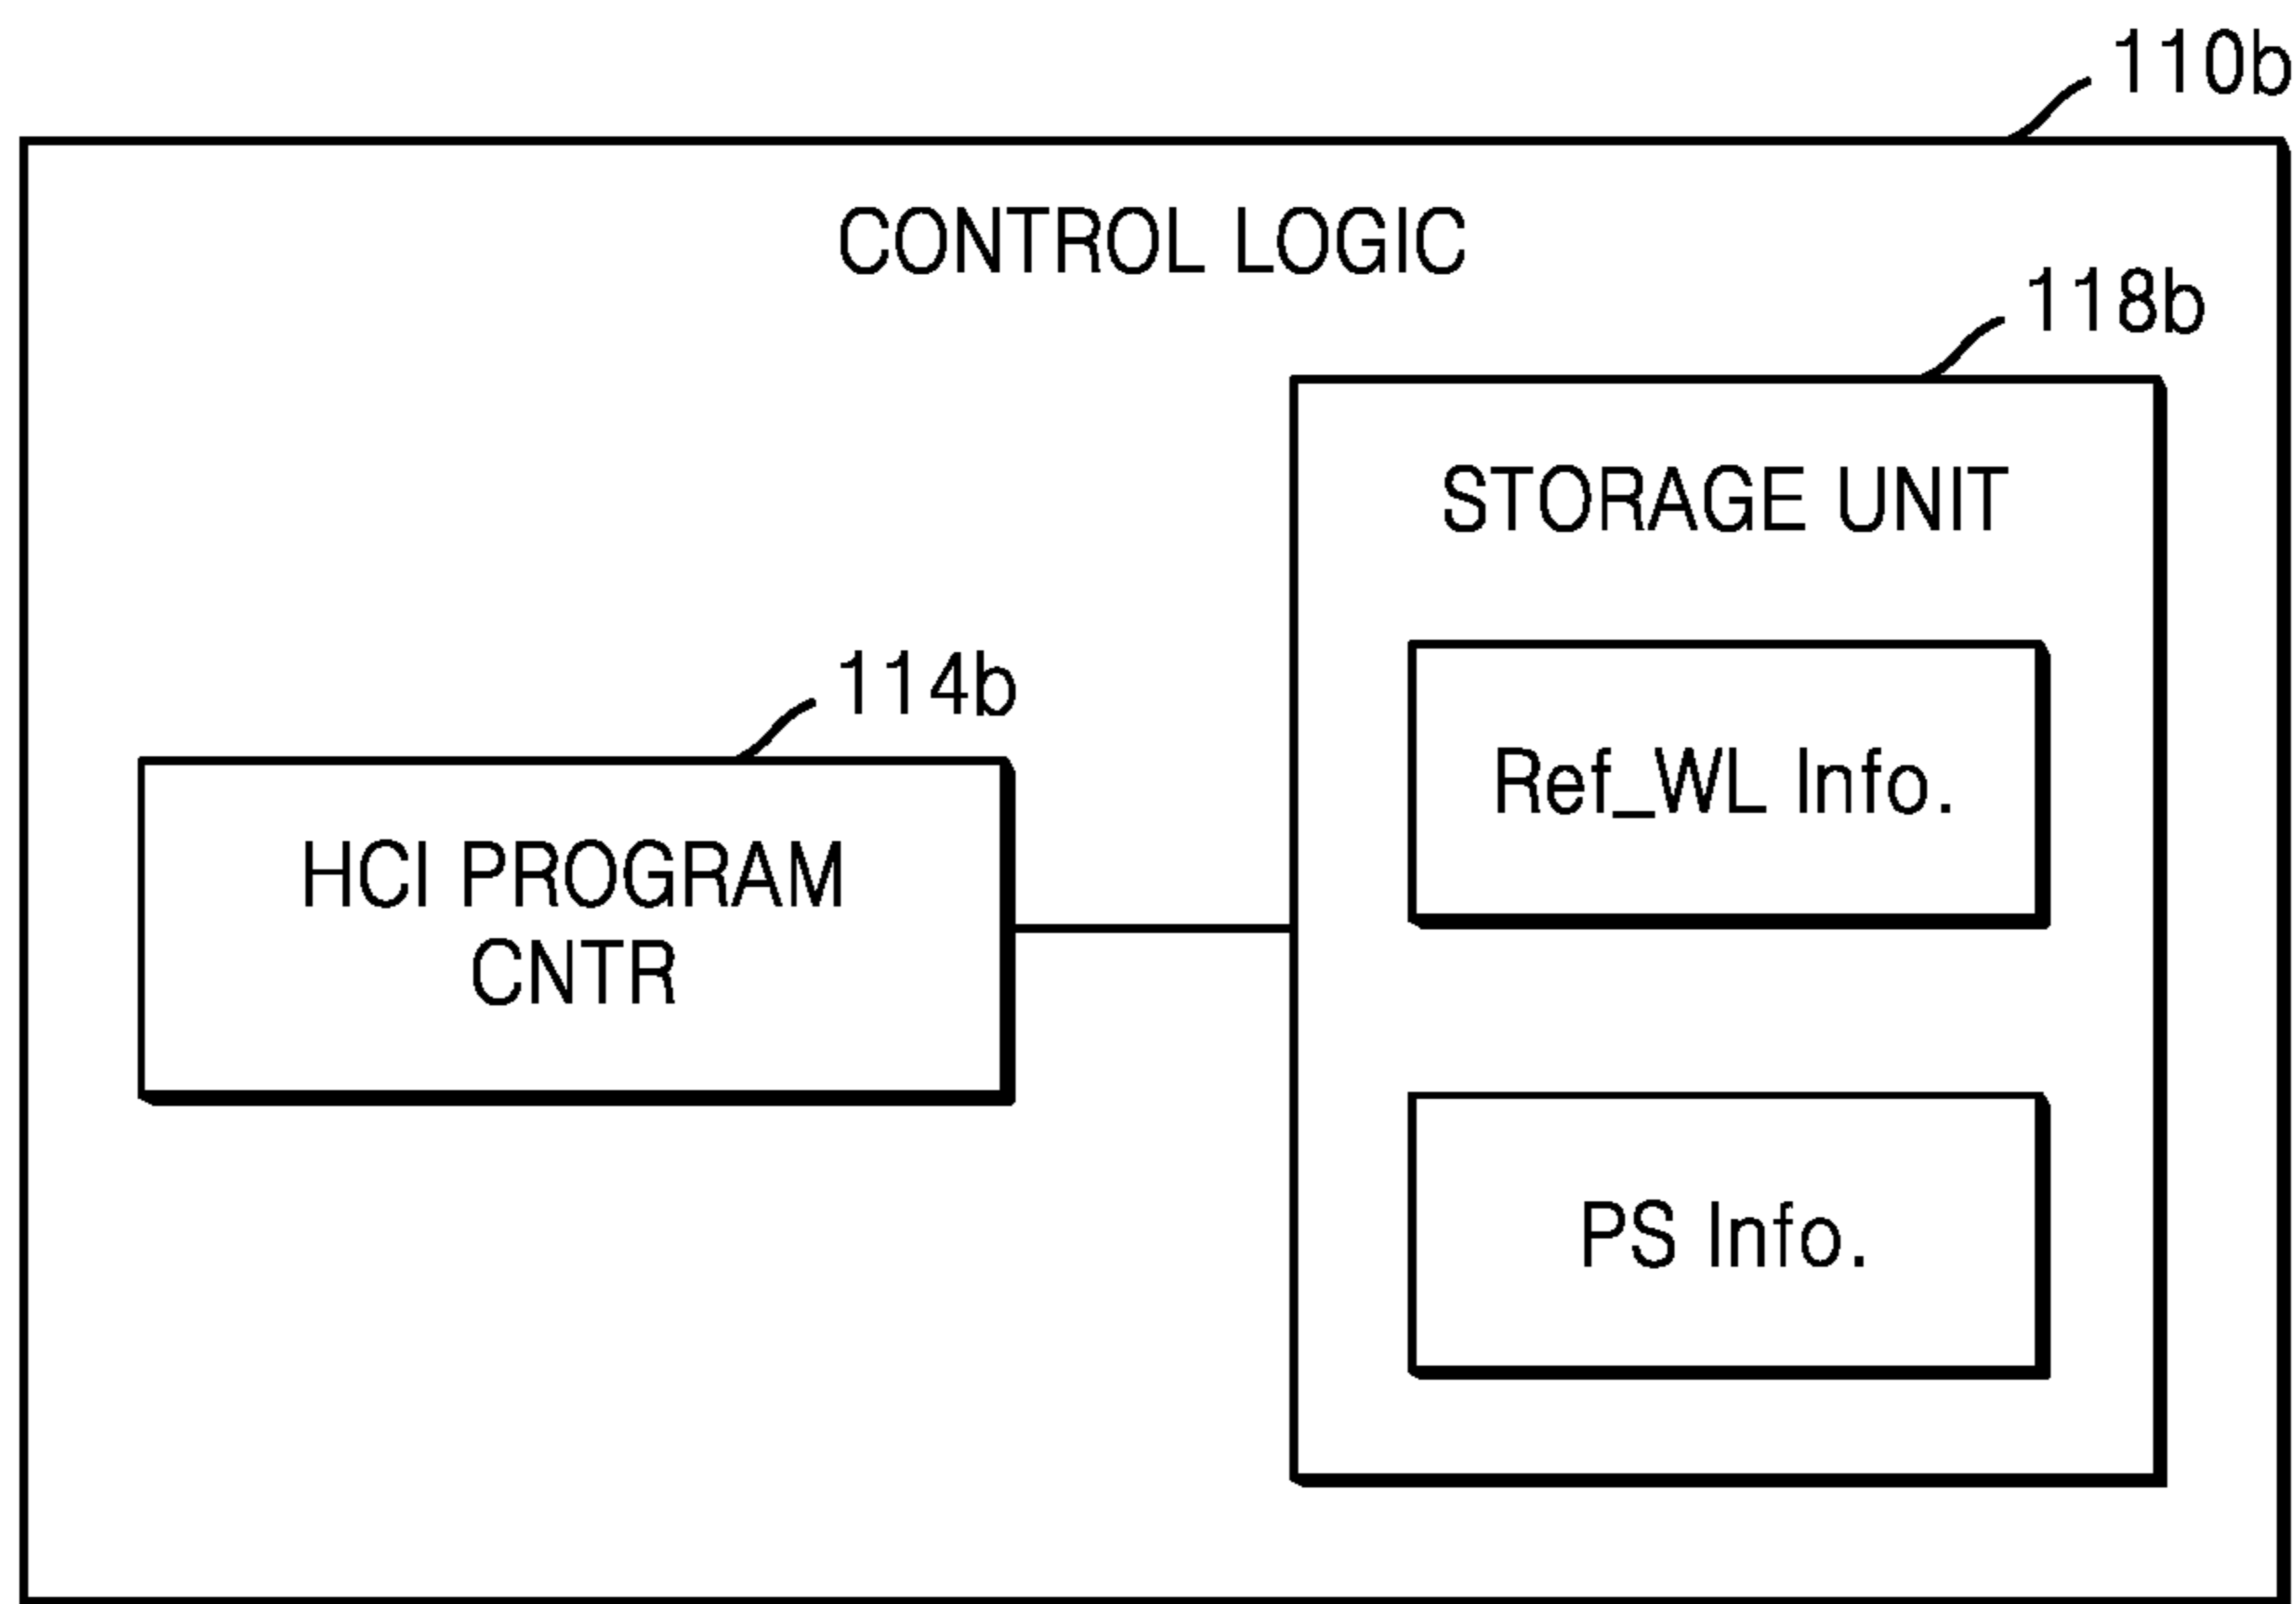 110b
CONTROL LOGIC
118b
STORAGE UNIT
114b
Ref_WL Info.
HCI PROGRAM
CNTR
PS Info.